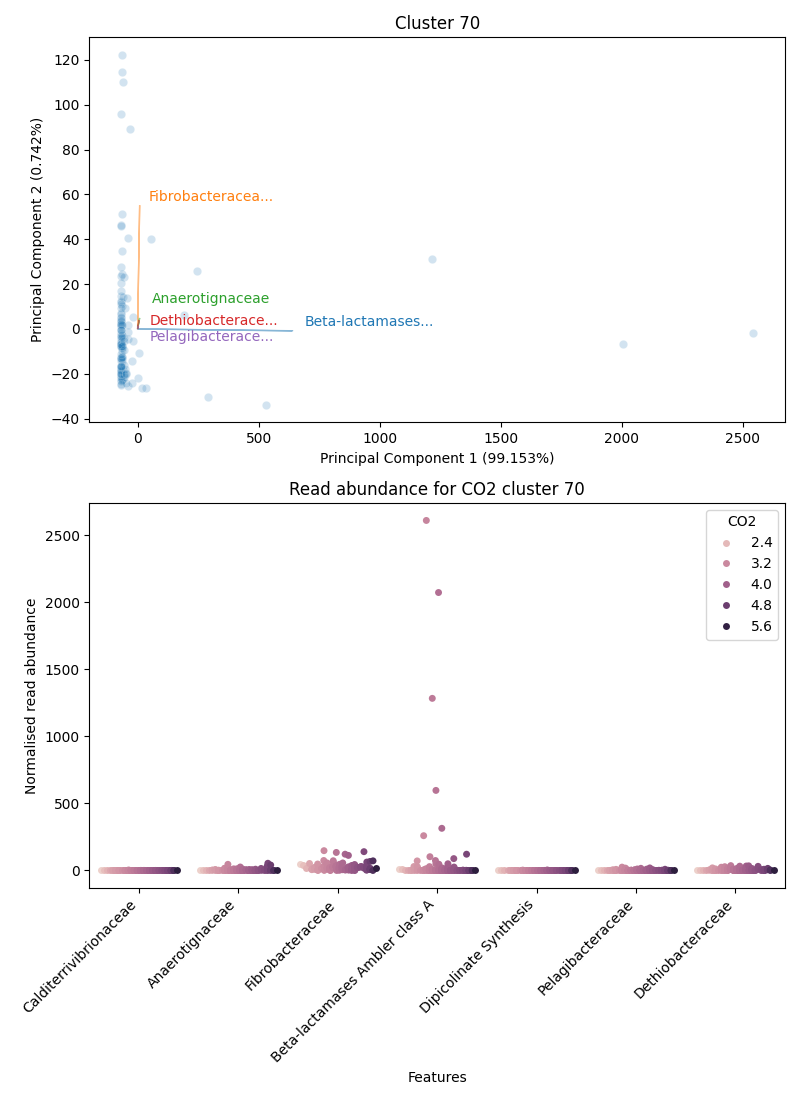 Cluster 70
Principal Component 2 (0.742%)
120
100
80
60
40
20
0
−20
−40
Fibrobacteracea...
Anaerotignaceae
Dethiobacterace...
Beta-lactamases...
Pelagibacterace...
0
500
1000
1500
2000
2500
Principal Component 1 (99.153%)
Read abundance for CO2 cluster 70
Normalised read abundance
2500
2000
1500
1000
500
0
CO2
2.4
3.2
4.0
4.8
5.6
Calditerrivibrionaceae
Anaerotignaceae
Fibrobacteraceae
Beta-lactamases Ambler class A
Dipicolinate Synthesis
Pelagibacteraceae
Dethiobacteraceae
Features